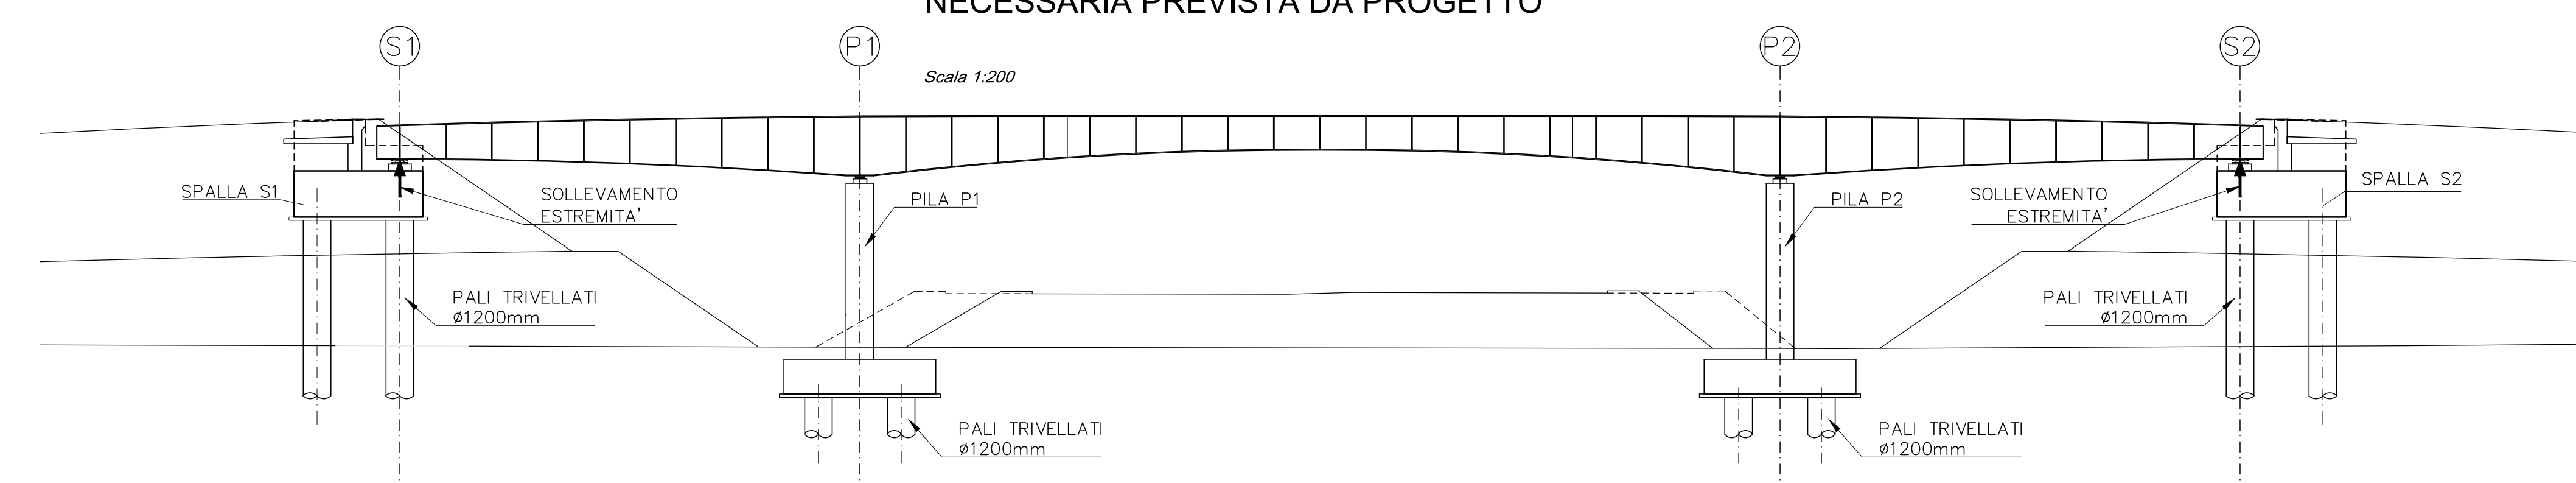 NECESSARIA PREVISTA DA PROGETTO
S1
P1
P2
S2
Scala 1:200
SPALLA S1
SOLLEVAMENTO
ESTREMITA'
PILA P1
PILA P2
SOLLEVAMENTO
ESTREMITA'
SPALLA S2
PALI TRIVELLATI
ø1200mm
PALI TRIVELLATI
ø1200mm
PALI TRIVELLATI
ø1200mm
PALI TRIVELLATI
ø1200mm